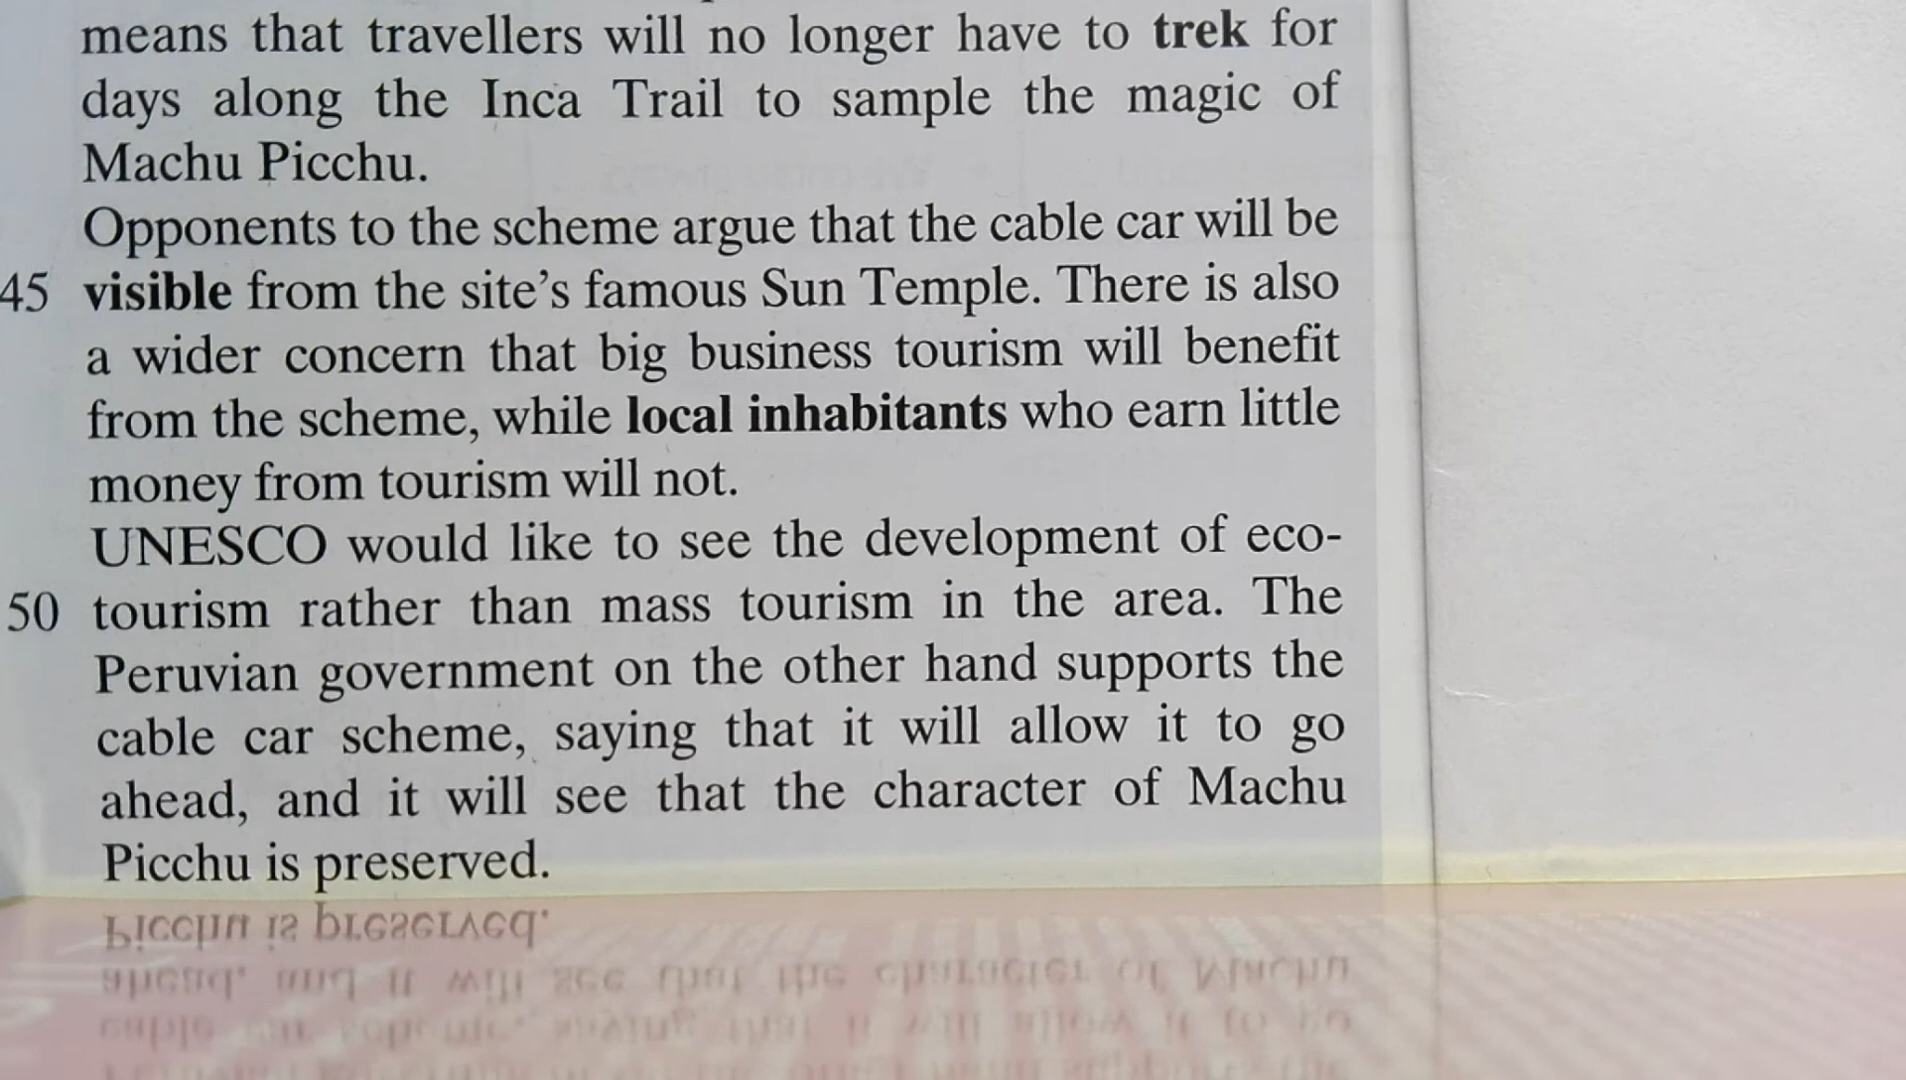 means that travellers will no longer have to trek for
days along the Inca Trail to sample the magic of
Machu Picchu.
Opponents to the scheme argue that the cable car will be
45 visible from the site's famous Sun Temple. There is also
a wider concern that big business tourism will benefit
from the scheme, while local inhabitants who earn little
money from tourism will not.
UNESCO would like to see the development of eco-
50 tourism rather than mass tourism in the area. The
Peruvian government on the other hand supports the
cable car scheme, saying that it will allow it to go
ahead, and it will see that the character of Machu
Picchu is preserved.